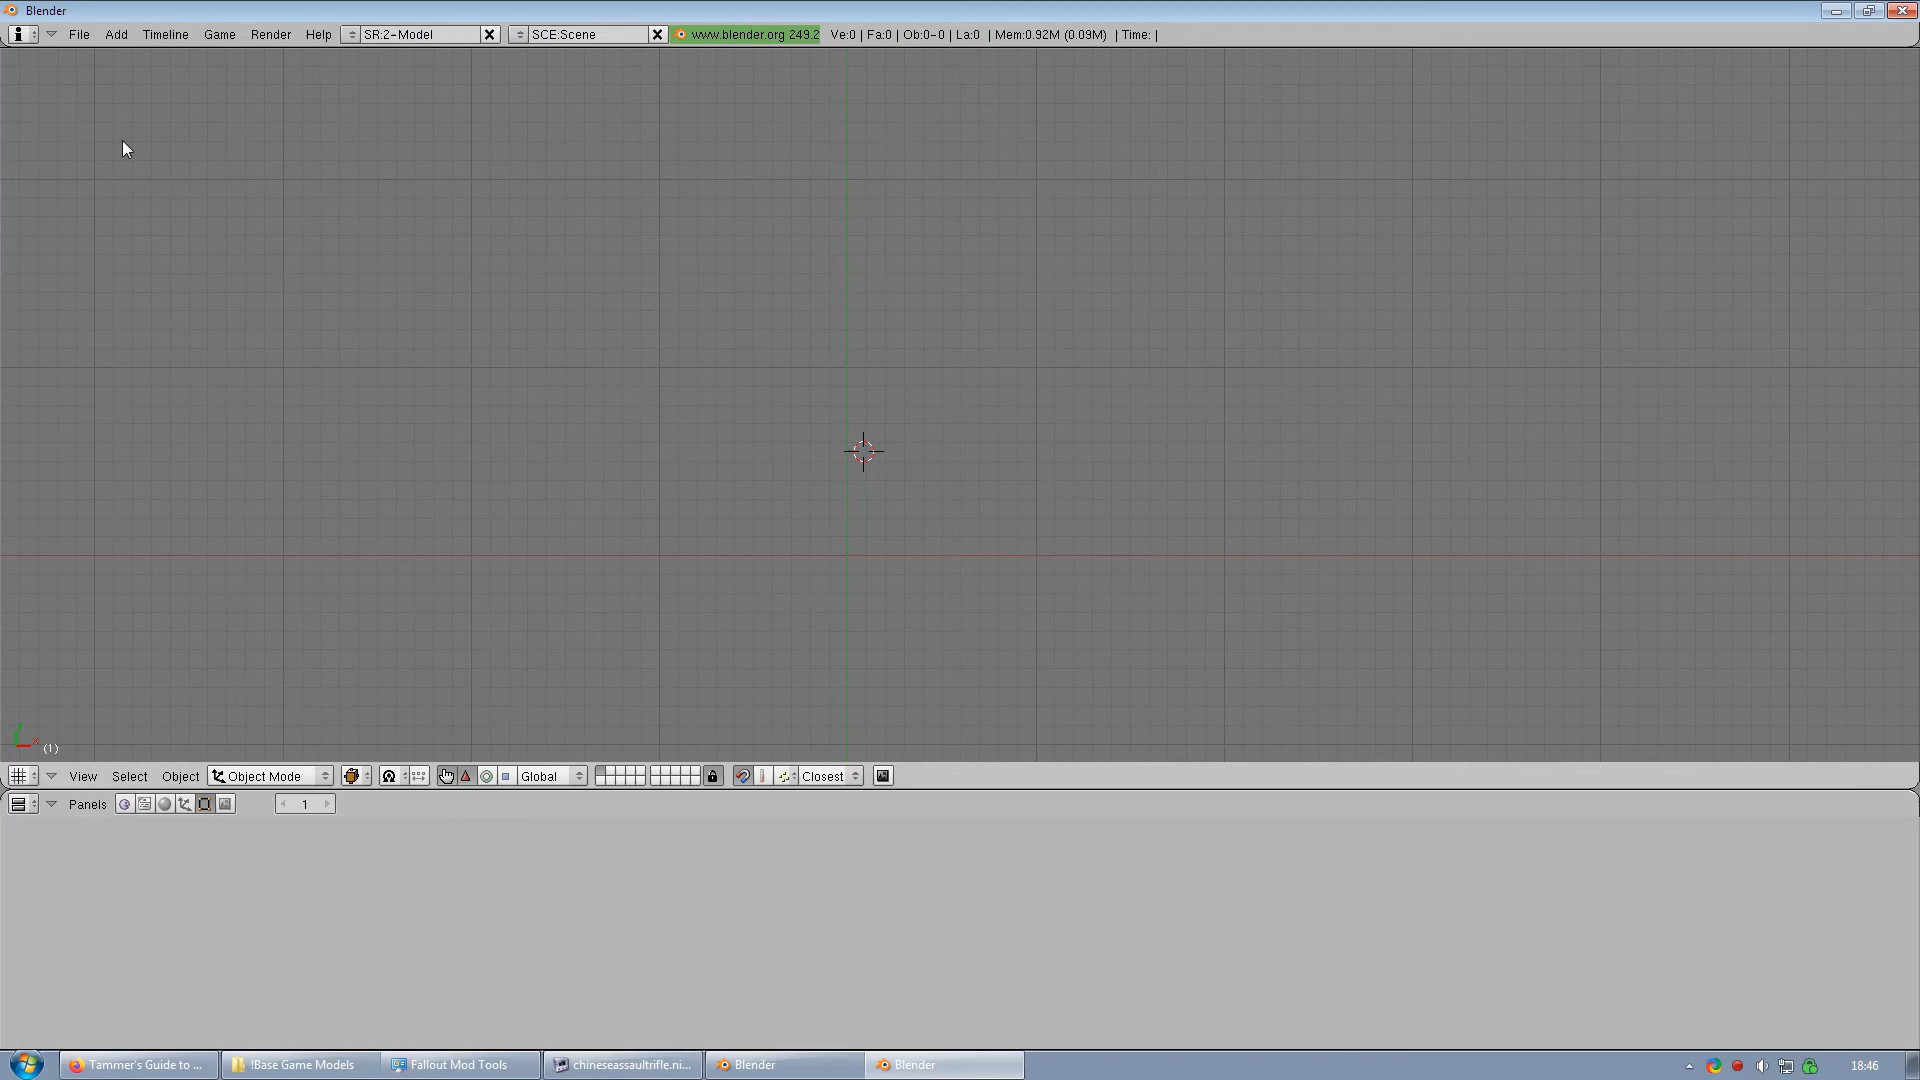 Blender
File Add Timeline Game Render Help SR:2-Model SCE:Scene www.blender.org 249.2 Ve:0 | Fa:0 | Ob:0-0 | La:0 | Mem:0.92M (0.09M) | Time: |
x (1)
View Select Object Object Mode Global Closest
Panels 1
Tammer's Guide to ... !Base Game Models Fallout Mod Tools chineseassaultrifle.ni... Blender Blender 18:46